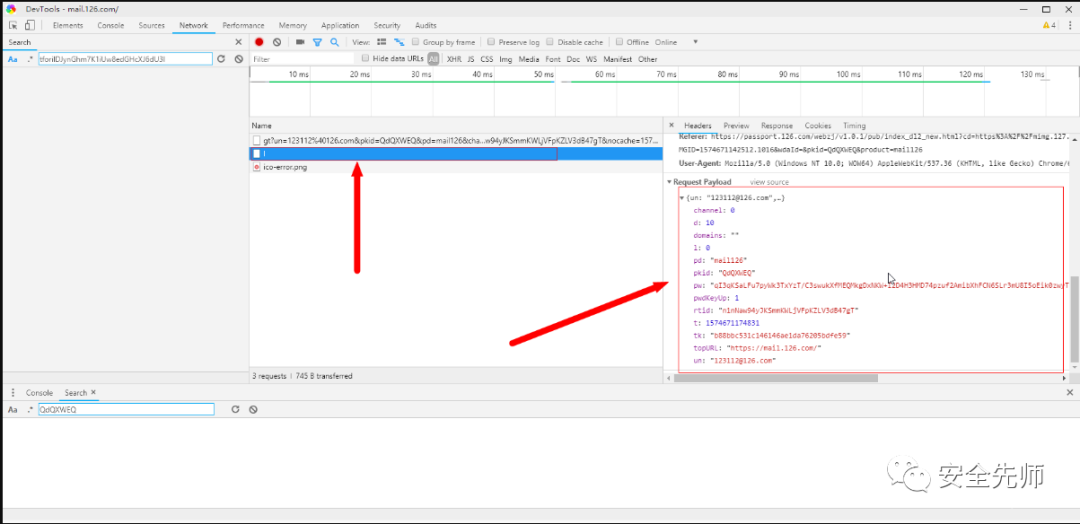 DevTools - mail.126.com/
Elements Console Sources Network Performance Memory Application Security Audits 4
Search
Aa .* tforilDJynGhm7K1iUw8edGHcXJ6dU3I
View: Group by frame Preserve log Disable cache Offline Online
Filter Hide data URLs All XHR JS CSS Img Media Font Doc WS Manifest Other
10 ms 20 ms 30 ms 40 ms 50 ms 60 ms 70 ms 80 ms 90 ms 100 ms 110 ms 120 ms 130 ms
Name
gt?un=123112%40126.com&pkid=QdQXWEQ&pd=mail126&cha...w94yJKSmmKWLjVFpKZLV3dB47gT&nocache=157...
l
ico-error.png
3 requests | 745 B transferred
Headers Preview Response Cookies Timing
Referer: https://passport.126.com/webzj/v1.0.1/pub/index_dl2_new.html?cd=https%3A%2F%2Fmimg.127.
MGID=1574671142512.1016&wdaId=&pkid=QdQXWEQ&product=mail126
User-Agent: Mozilla/5.0 (Windows NT 10.0; WOW64) AppleWebKit/537.36 (KHTML, like Gecko) Chrome/
Request Payload view source
{un: "123112@126.com",…}
channel: 0
d: 10
domains: ""
l: 0
pd: "mail126"
pkid: "QdQXWEQ"
pwdKeyUp: 1
rtid: "n1nNaw94yJKSmmKWLjVFpKZLV3dB47gT"
t: 1574671174831
tk: "b88bbc531c146146ae1da76205bdfe59"
topURL: "https://mail.126.com/"
un: "123112@126.com"
Console Search
Aa .* QdQXWEQ
安全先师